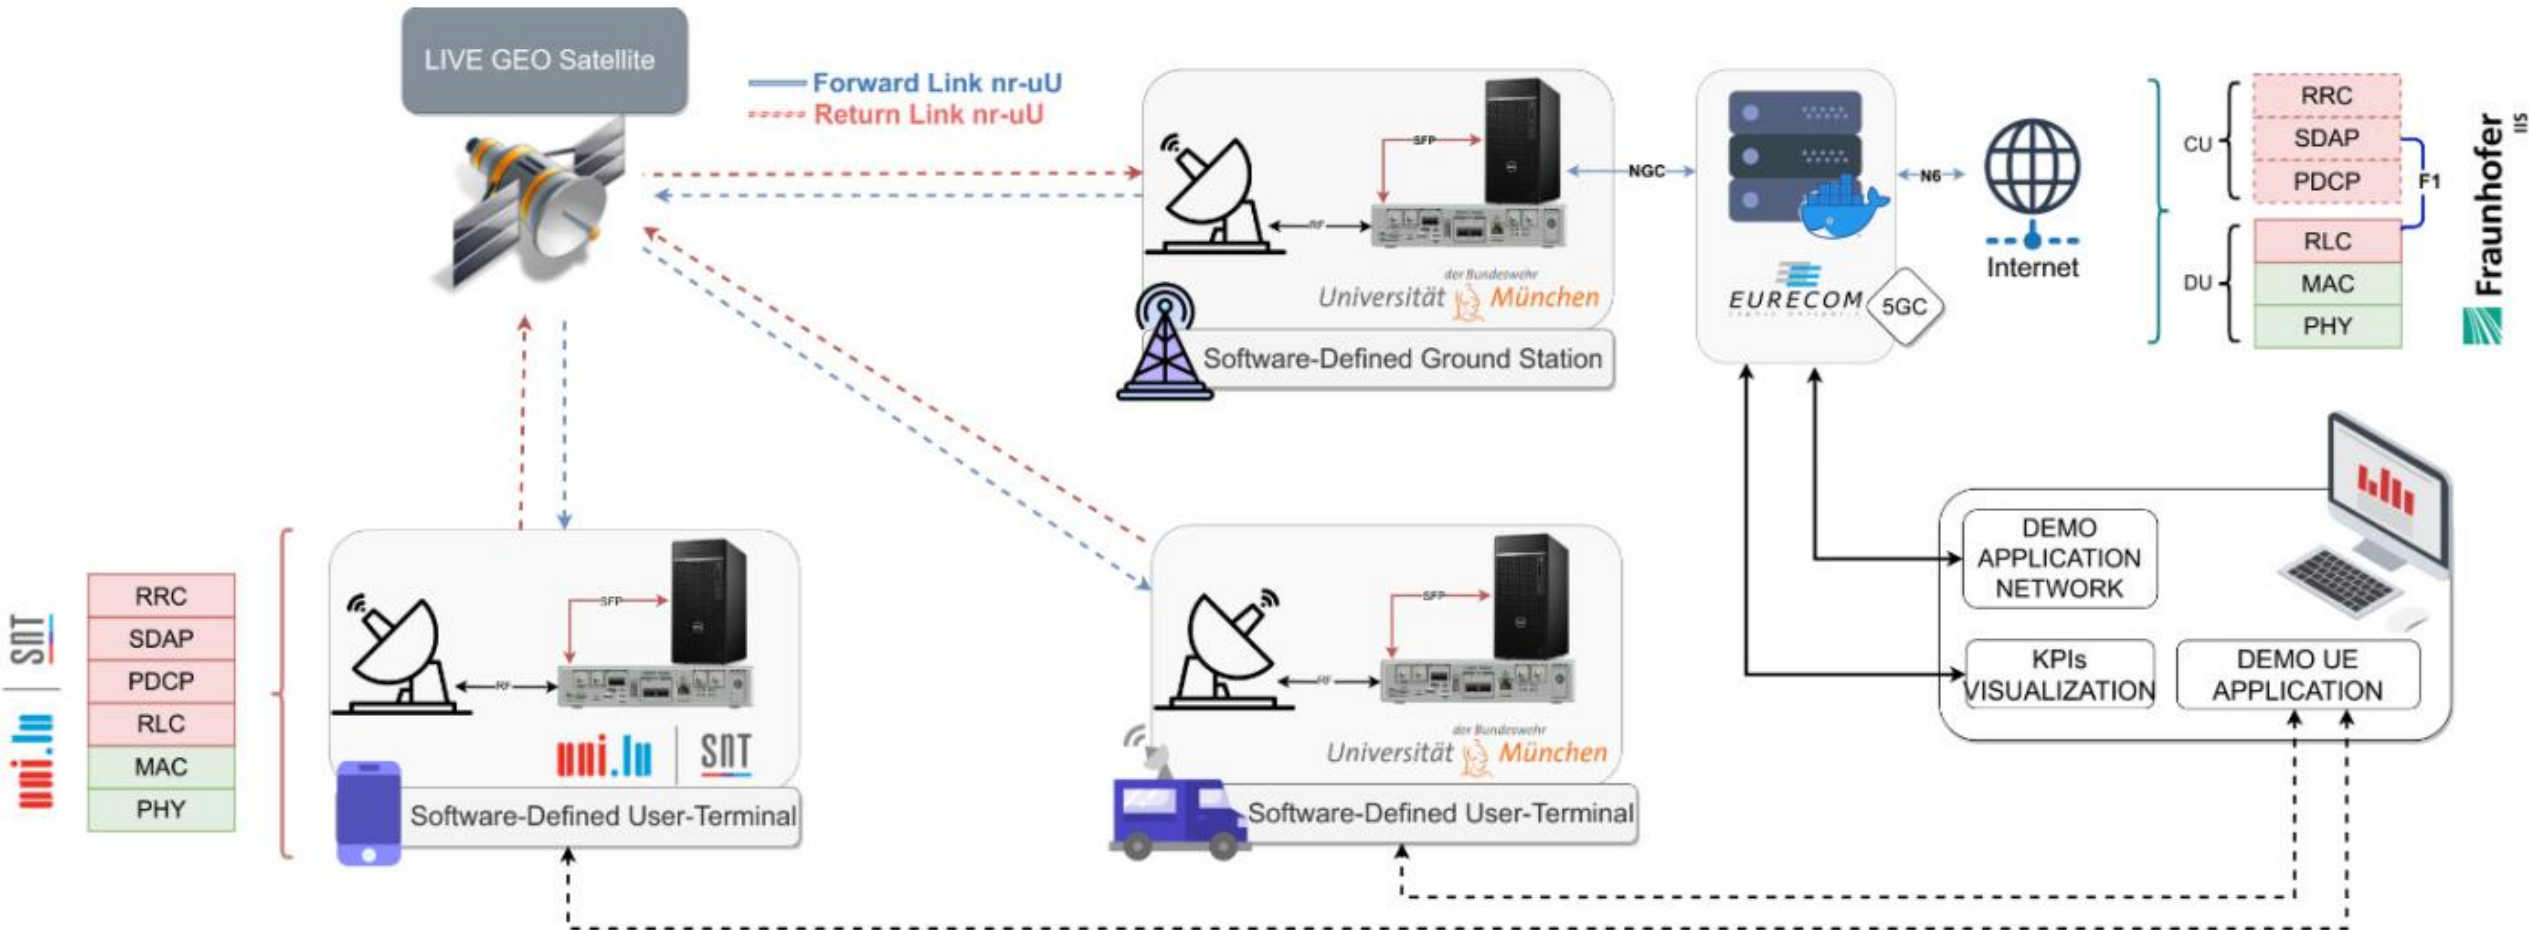 LIVE GEO Satellite
Forward Link nr-uU
Return Link nr-uU
SFP
RF
der Bundeswehr
Universität München
Software-Defined Ground Station
NGC
EURECOM
5GC
N6
Internet
CU
RRC
SDAP
PDCP
F1
DU
RLC
MAC
PHY
Fraunhofer
IIS
SNT
uni.lu
RRC
SDAP
PDCP
RLC
MAC
PHY
SFP
RF
uni.lu
SNT
Software-Defined User-Terminal
SFP
RF
der Bundeswehr
Universität München
Software-Defined User-Terminal
DEMO
APPLICATION
NETWORK
KPIs
VISUALIZATION
DEMO UE
APPLICATION